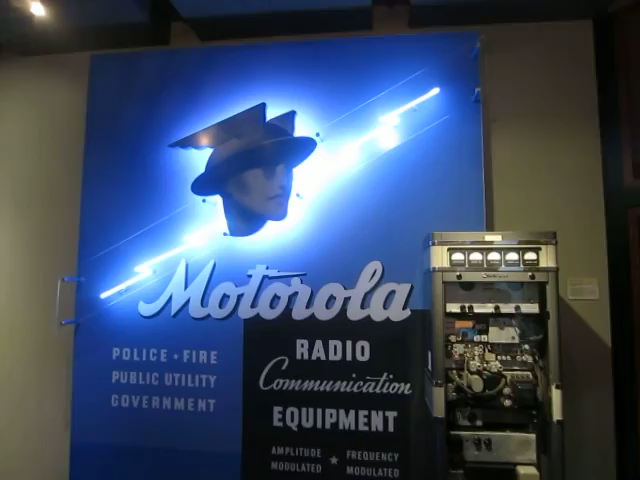 Motorola
POLICE • FIRE
PUBLIC UTILITY
GOVERNMENT
RADIO
Communication
EQUIPMENT
AMPLITUDE ★ FREQUENCY
MODULATED MODULATED